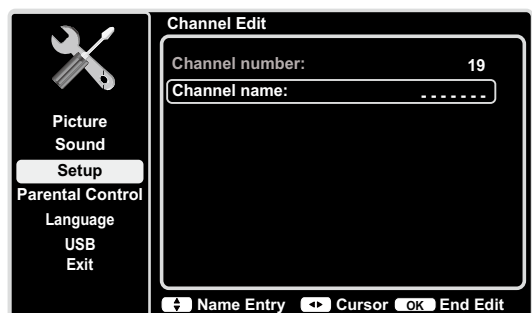 Channel Edit
Channel number: 19
Channel name: - - - - - - -
Picture
Sound
Setup
Parental Control
Language
USB
Exit
Name Entry Cursor OK End Edit